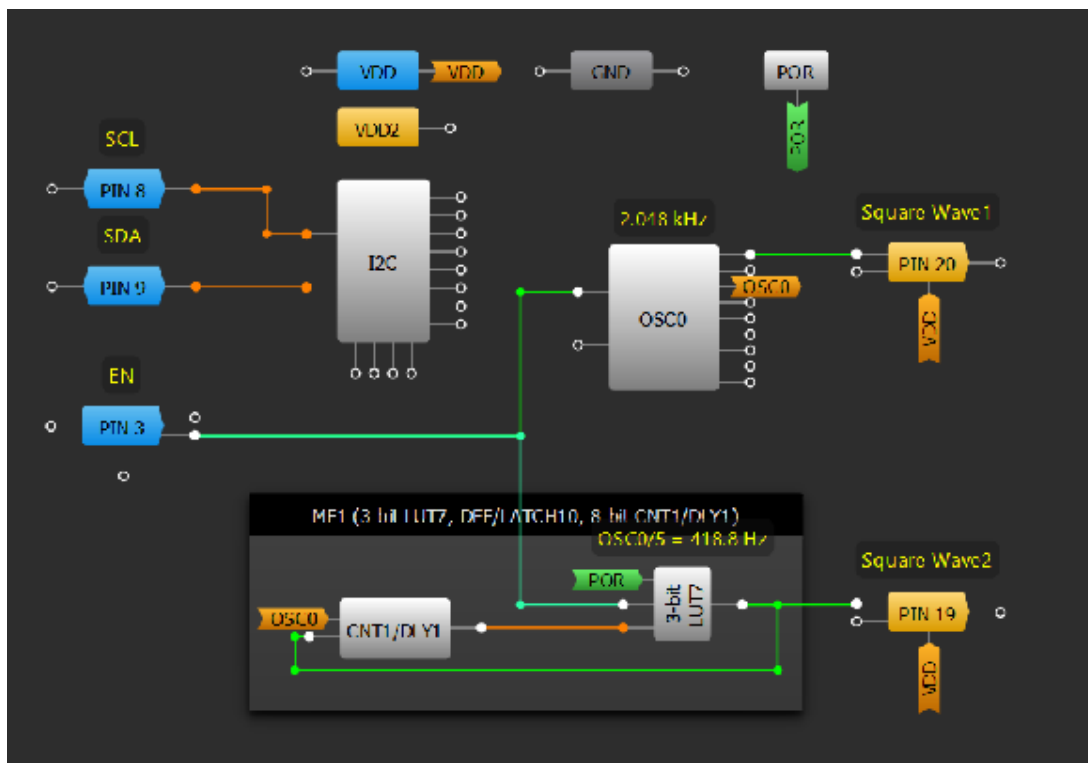 VDD
VDD
GND
POR
POR
VDD2
SCL
PIN 8
SDA
PIN 9
I2C
2.048 kHz
OSC0
OSC0
Square Wave1
PIN 20
VDD
EN
PIN 3
MF1 (3-bit LUT7, DFF/LATCH10, 8-bit CNT1/DLY1)
OSC0/5 = 418.8 Hz
POR
3-bit
LUT7
OSC0
CNT1/DLY1
Square Wave2
PIN 19
VDD